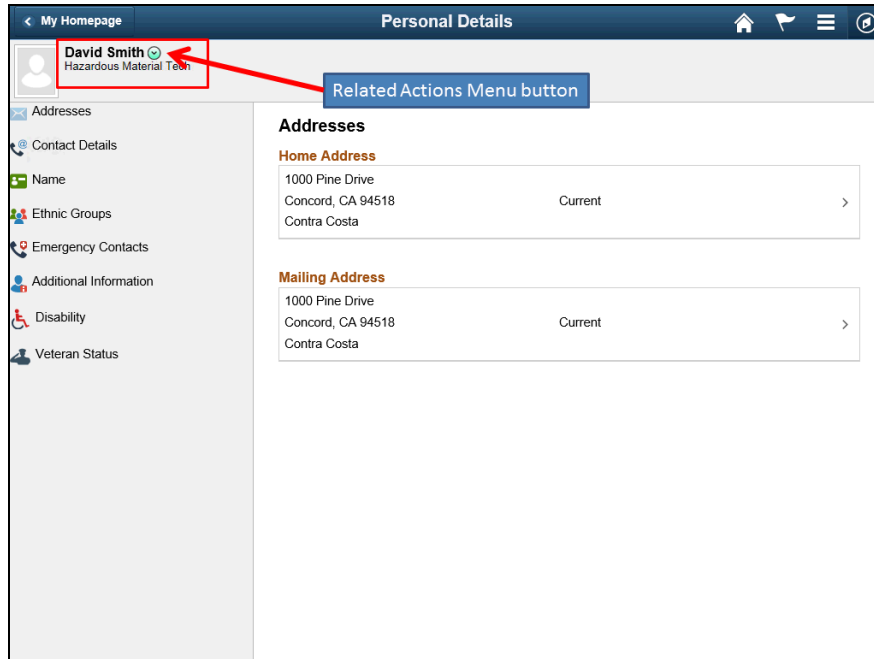 My Homepage
Personal Details
David Smith
Hazardous Material Tech
Related Actions Menu button
Addresses
Contact Details
Name
Ethnic Groups
Emergency Contacts
Additional Information
Disability
Veteran Status
Addresses
Home Address
1000 Pine Drive
Concord, CA 94518 Current
Contra Costa
Mailing Address
1000 Pine Drive
Concord, CA 94518 Current
Contra Costa